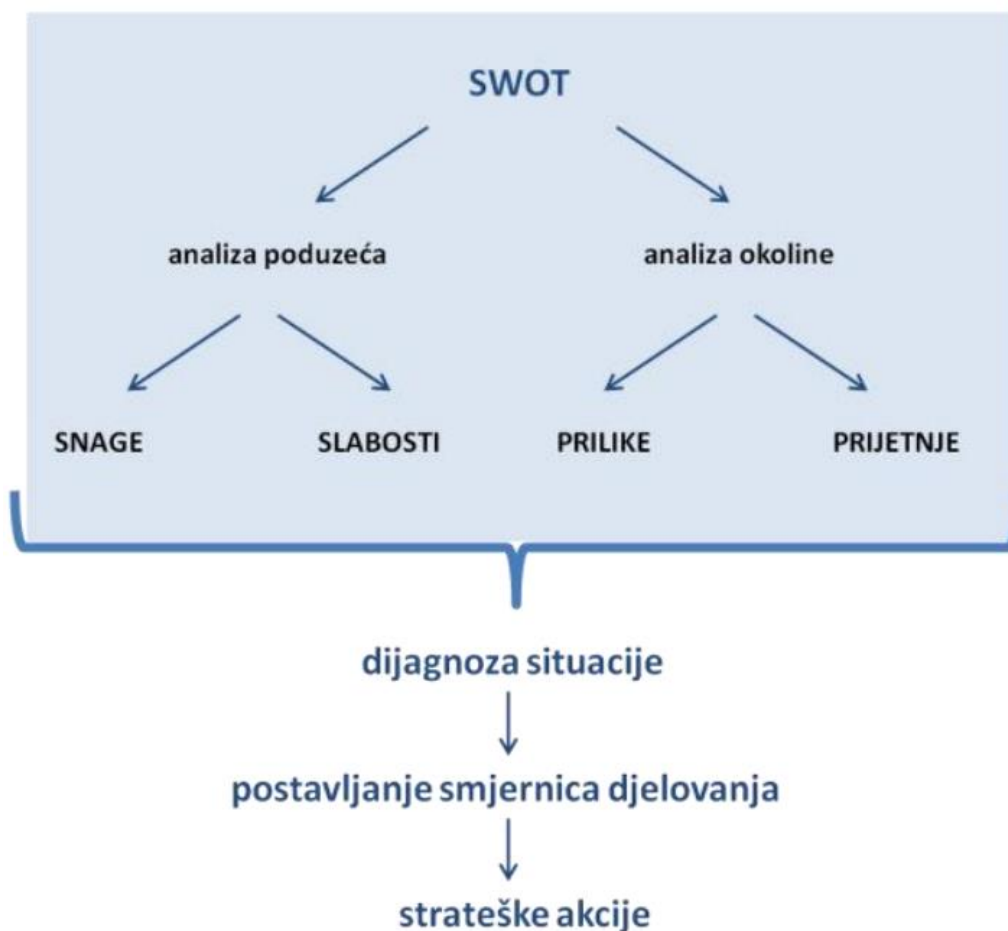 SWOT
analiza poduzeća
analiza okoline
SNAGE
SLABOSTI
PRILIKE
PRIJETNJE
dijagnoza situacije
postavljanje smjernica djelovanja
strateške akcije